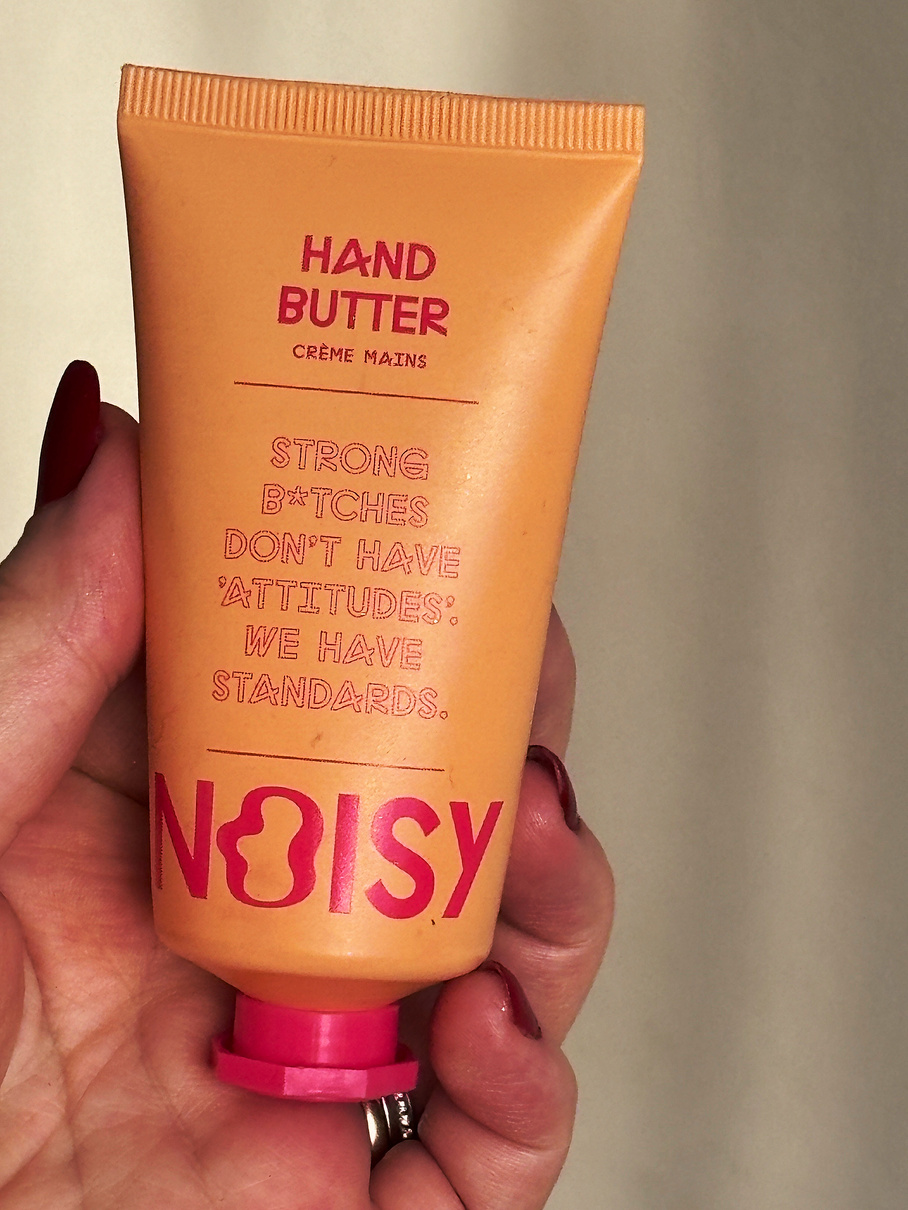 HAND
BUTTER
CRÈME MAINS
STRONG
B*TCHES
DON'T HAVE
'ATTITUDES'.
WE HAVE
STANDARDS.
NOISY